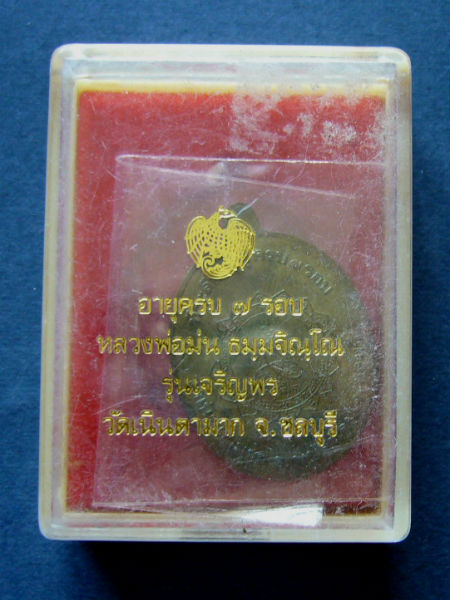 อายุครบ ๗ รอบ
หลวงพ่อม่น ธมฺมจิณฺโณ
รุ่นเจริญพร
วัดเนินตามาก จ.ชลบุรี